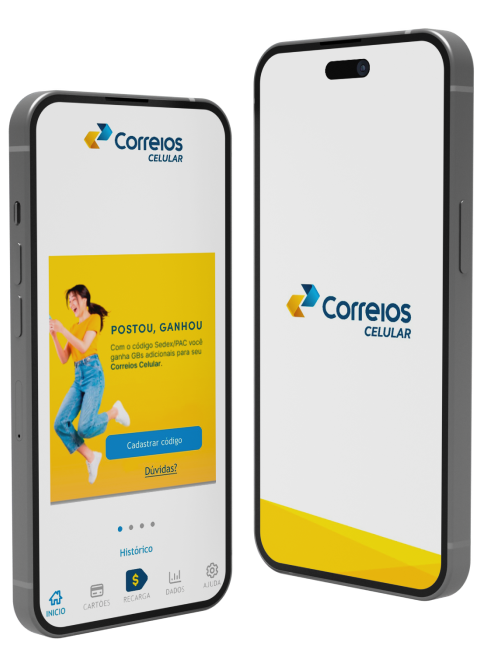 Correios
CELULAR
POSTOU, GANHOU
Com o código Sedex/PAC você
ganha GBs adicionais para seu
Correios Celular.
Cadastrar código
Dúvidas?
Histórico
INICIO
CARTÕES
$
RECARGA
DADOS
AJUDA
Correios
CELULAR